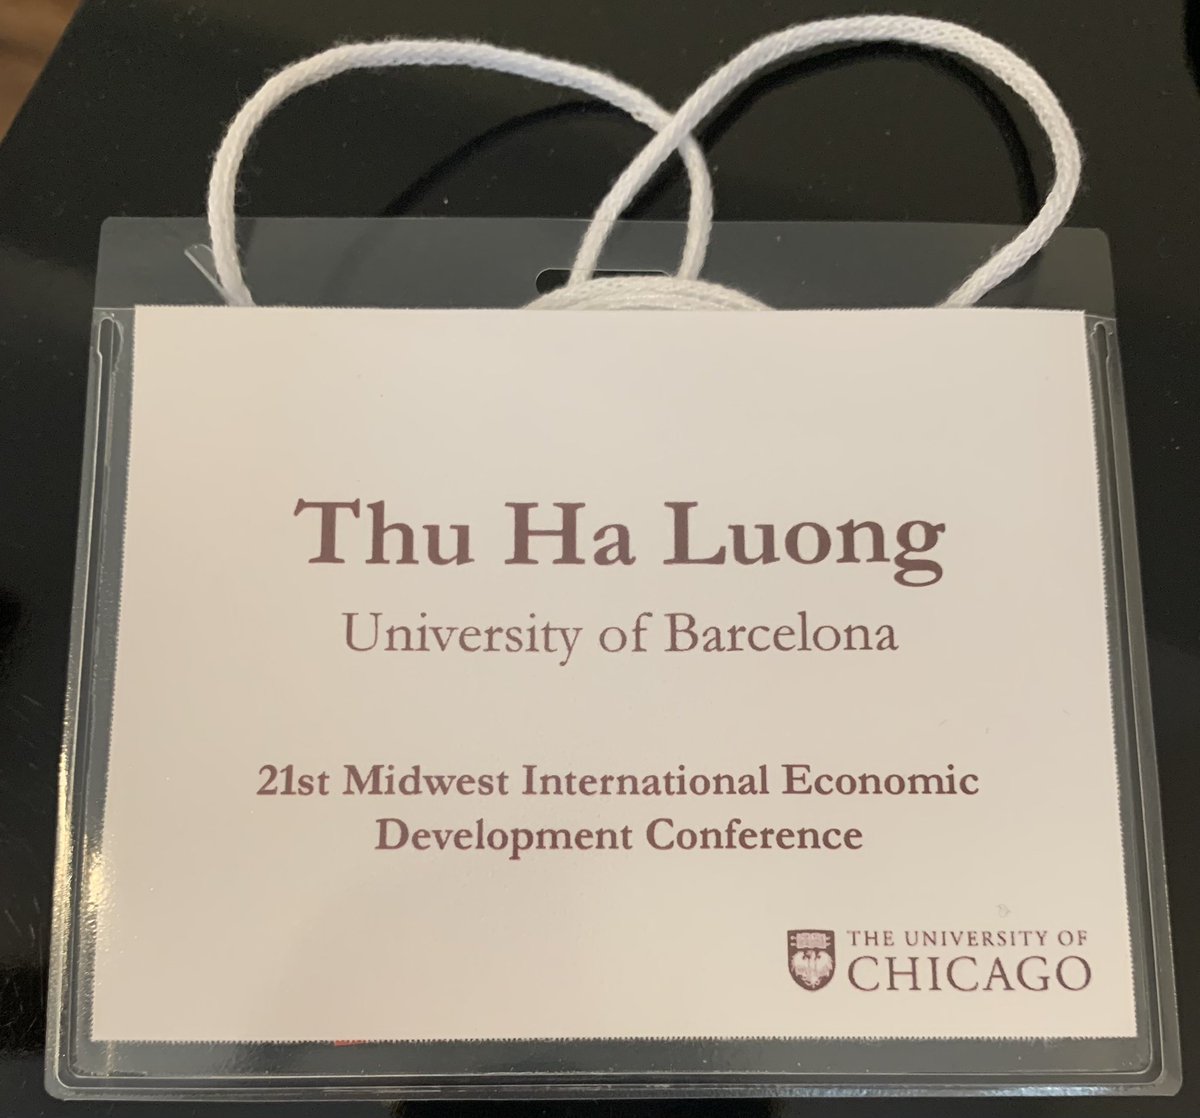 Thu Ha Luong
University of Barcelona
21st Midwest International Economic
Development Conference
THE UNIVERSITY OF
CHICAGO